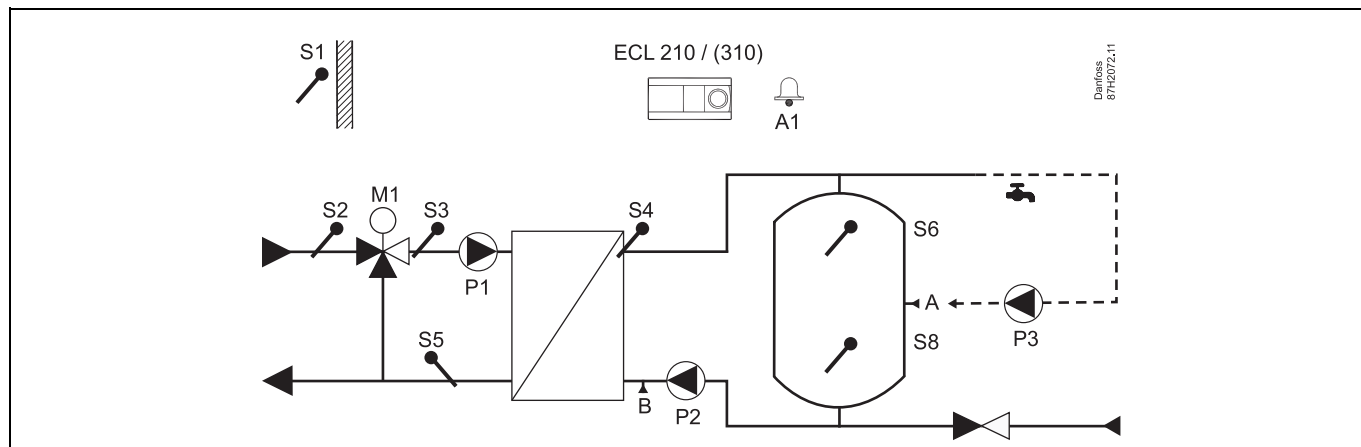 S1
ECL 210 / (310)
A1
Danfoss
87H2072.11
M1
S2
S3
S4
S6
P1
A
P3
S5
S8
B
P2